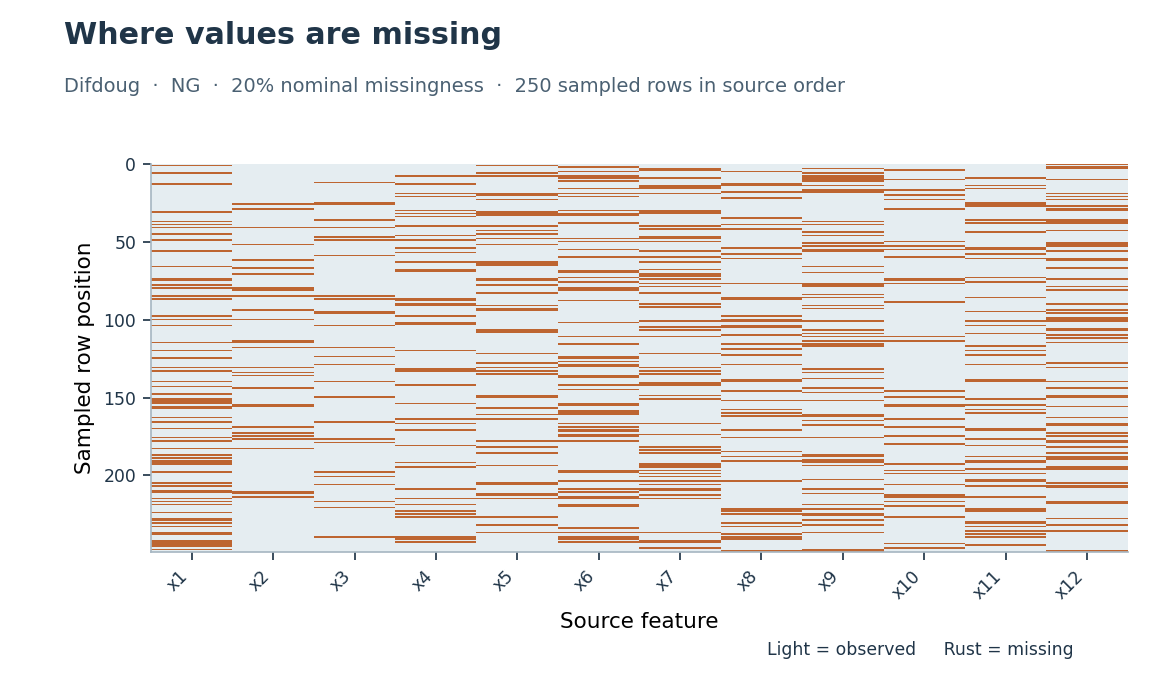 Where values are missing
Difdoug · NG · 20% nominal missingness · 250 sampled rows in source order
0
50
100
150
200
Sampled row position
x1 x2 x3 x4 x5 x6 x7 x8 x9 x10 x11 x12
Source feature
Light = observed Rust = missing